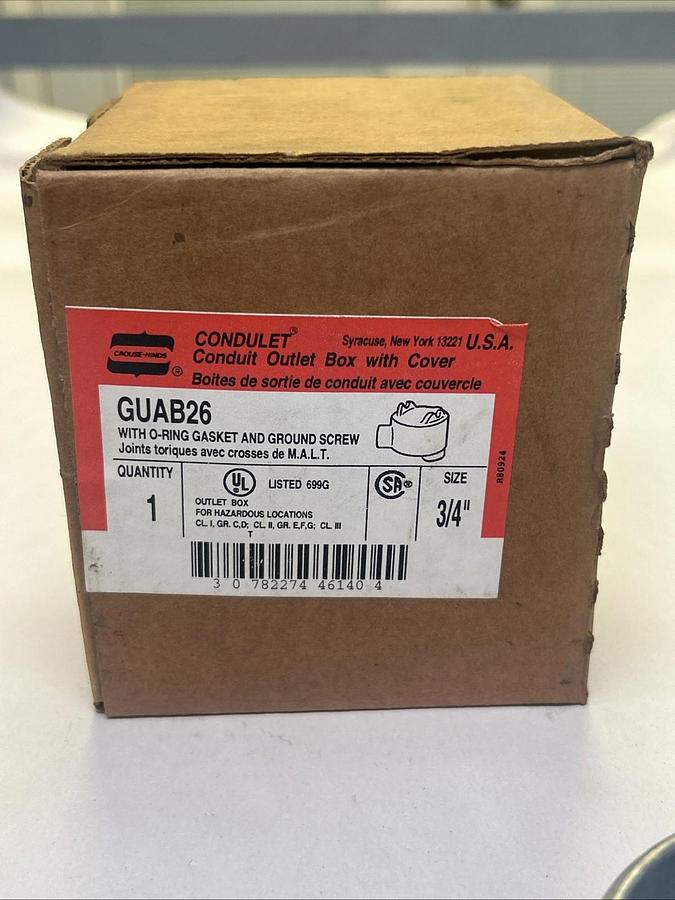 CROUSE-HINDS ®
CONDULET® Syracuse, New York 13221 U.S.A.
Conduit Outlet Box with Cover
Boites de sortie de conduit avec couvercle
GUAB26
WITH O-RING GASKET AND GROUND SCREW
Joints toriques avec crosses de M.A.L.T.
R80924
QUANTITY
1
UL LISTED 699G
OUTLET BOX
FOR HAZARDOUS LOCATIONS
CL. I, GR. C,D; CL. II, GR. E,F,G; CL. III
T
SA®
SIZE
3/4"
3 0 782274 46140 4